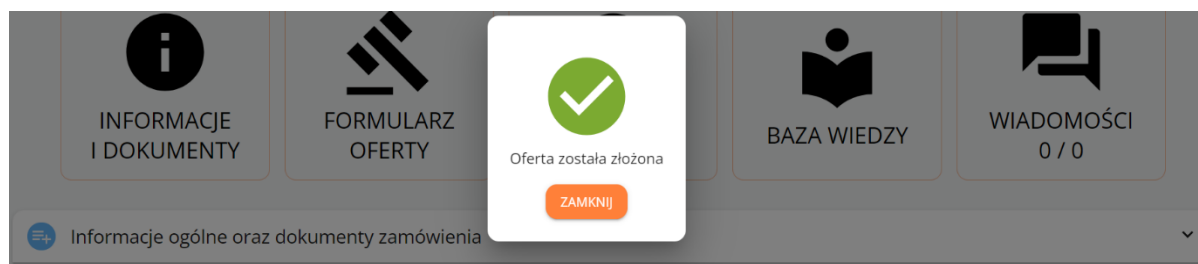 INFORMACJE
I DOKUMENTY
FORMULARZ
OFERTY
Oferta została złożona
ZAMKNIJ
BAZA WIEDZY
WIADOMOŚCI
0 / 0
Informacje ogólne oraz dokumenty zamówienia